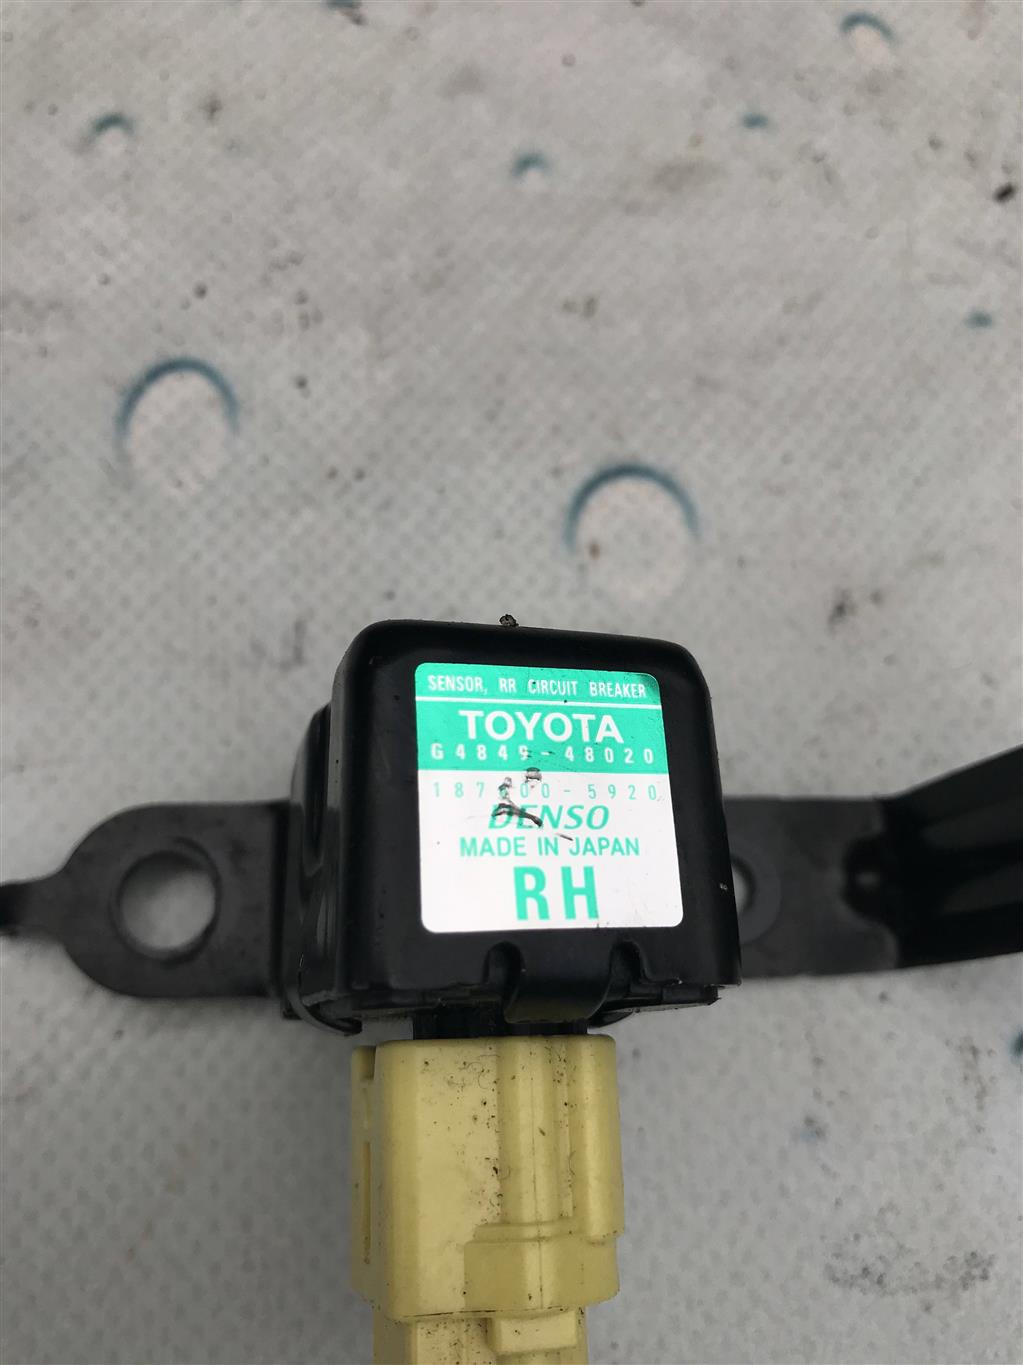 SENSOR, RR CIRCUIT BREAKER
TOYOTA
G4849-48020
DENSO
MADE IN JAPAN
RH